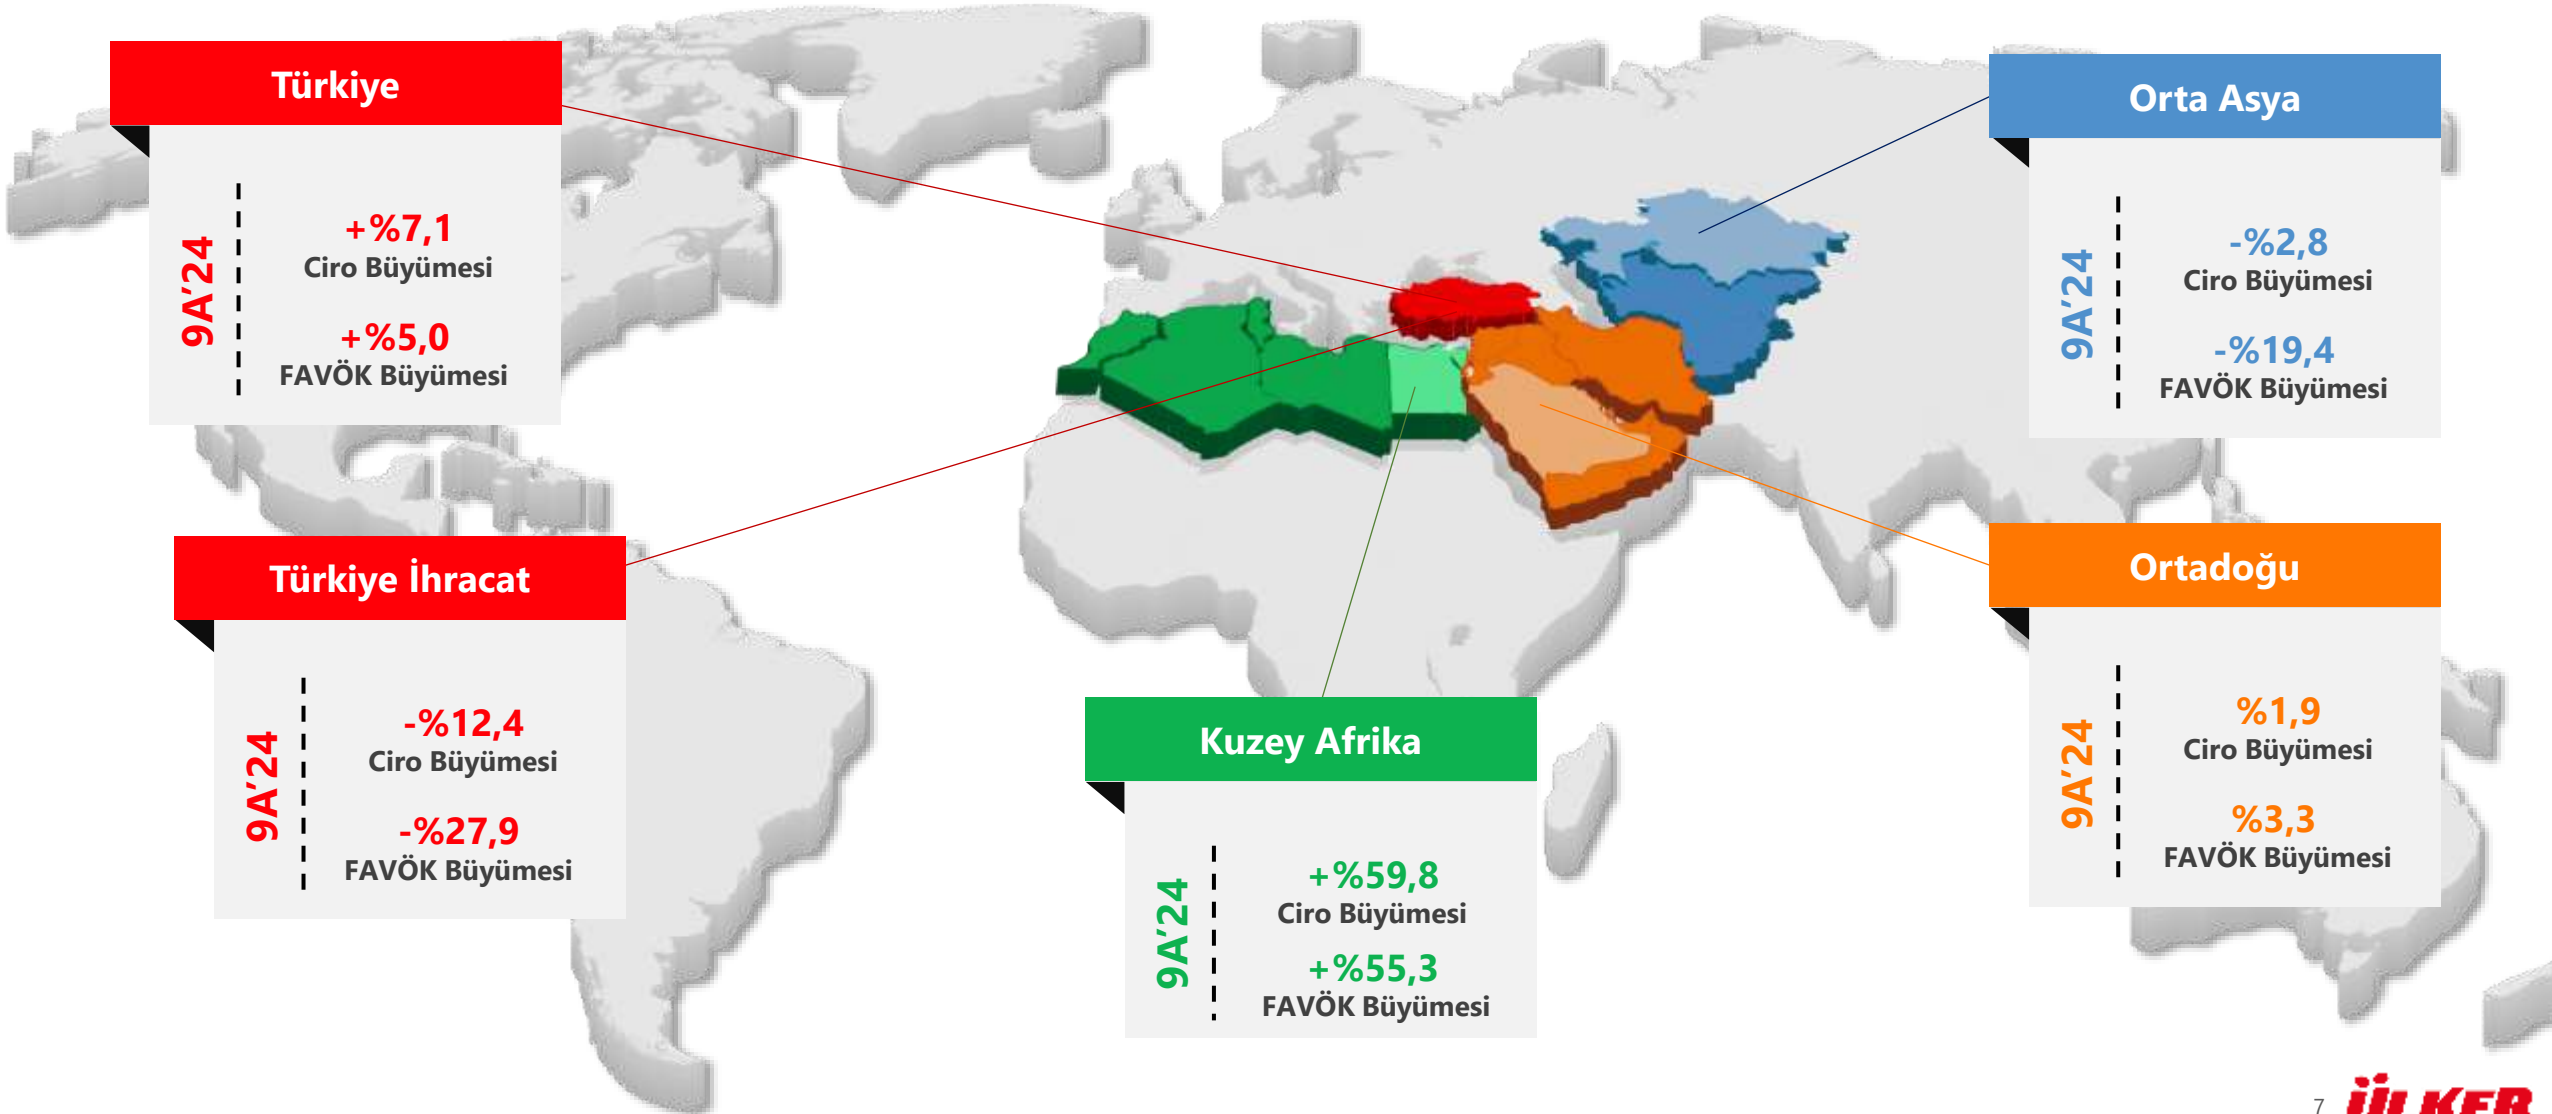 Türkiye
9A'24
+%7,1
Ciro Büyümesi
+%5,0
FAVÖK Büyümesi
Türkiye İhracat
9A'24
-%12,4
Ciro Büyümesi
-%27,9
FAVÖK Büyümesi
Kuzey Afrika
9A'24
+%59,8
Ciro Büyümesi
+%55,3
FAVÖK Büyümesi
Orta Asya
9A'24
-%2,8
Ciro Büyümesi
-%19,4
FAVÖK Büyümesi
Ortadoğu
9A'24
%1,9
Ciro Büyümesi
%3,3
FAVÖK Büyümesi
7
ÜLKER